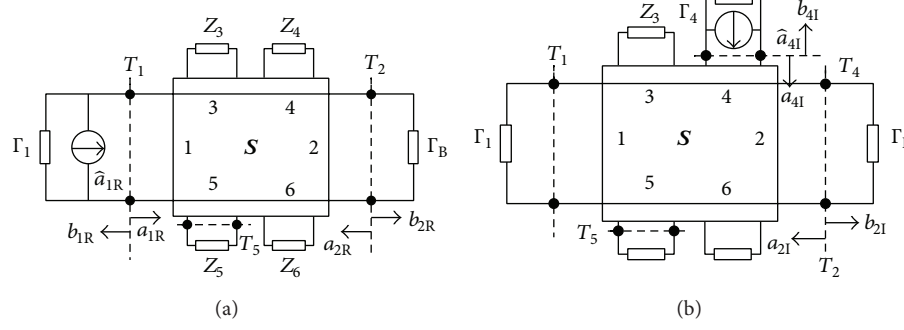 Z3 Z4
T1 T2
3 4
Γ1 1 S 2 ΓB
â1R
5 6
b1R a1R T5 a2R b2R
Z5 Z6
(a)
Γ4 b4I
Z3 â4I
T1 T4
a4I
3 4
Γ1 1 S 2
5 6
T5 a2I b2I
T2
(b)